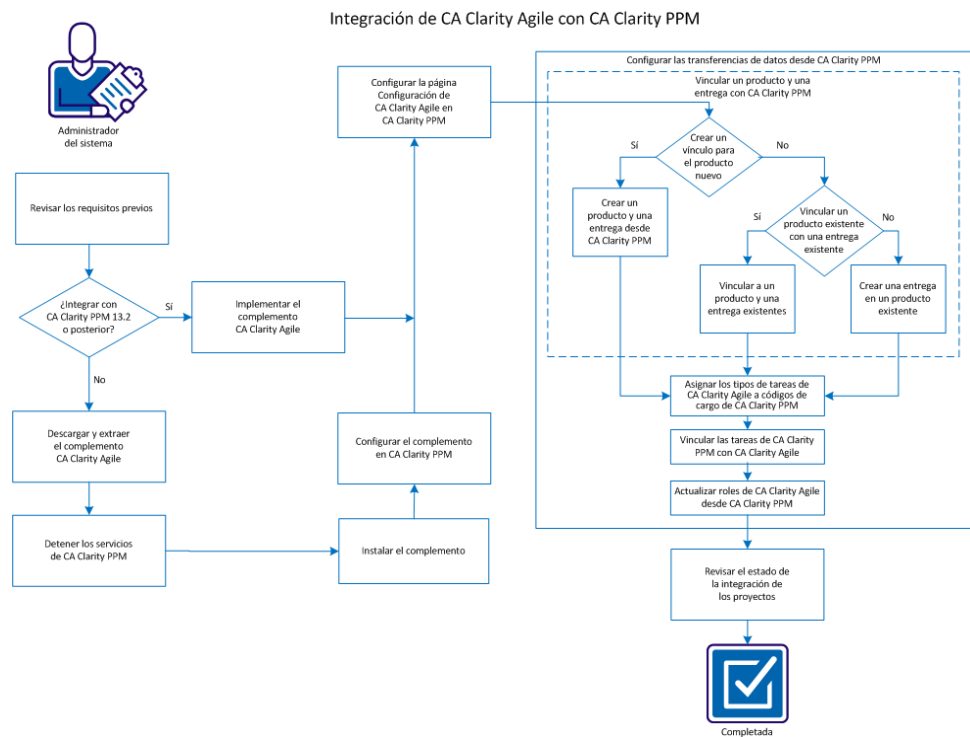 Integración de CA Clarity Agile con CA Clarity PPM
Administrador
del sistema
Revisar los requisitos previos
¿Integrar con
CA Clarity PPM 13.2
o posterior?
Sí
No
Implementar el
complemento
CA Clarity Agile
Descargar y extraer
el complemento
CA Clarity Agile
Detener los servicios
de CA Clarity PPM
Instalar el complemento
Configurar el complemento
en CA Clarity PPM
Configurar la página
Configuración de
CA Clarity Agile en
CA Clarity PPM
Configurar las transferencias de datos desde CA Clarity PPM
Vincular un producto y una
entrega con CA Clarity PPM
Crear un
vínculo para
el producto
nuevo
Sí
No
Crear un
producto y una
entrega desde
CA Clarity PPM
Vincular un
producto existente
con una entrega
existente
Sí
No
Vincular a un
producto y una
entrega existentes
Crear una entrega
en un producto
existente
Asignar los tipos de tareas de
CA Clarity Agile a códigos de
cargo de CA Clarity PPM
Vincular las tareas de CA Clarity
PPM con CA Clarity Agile
Actualizar roles de CA Clarity Agile
desde CA Clarity PPM
Revisar el estado de
la integración de
los proyectos
Completada